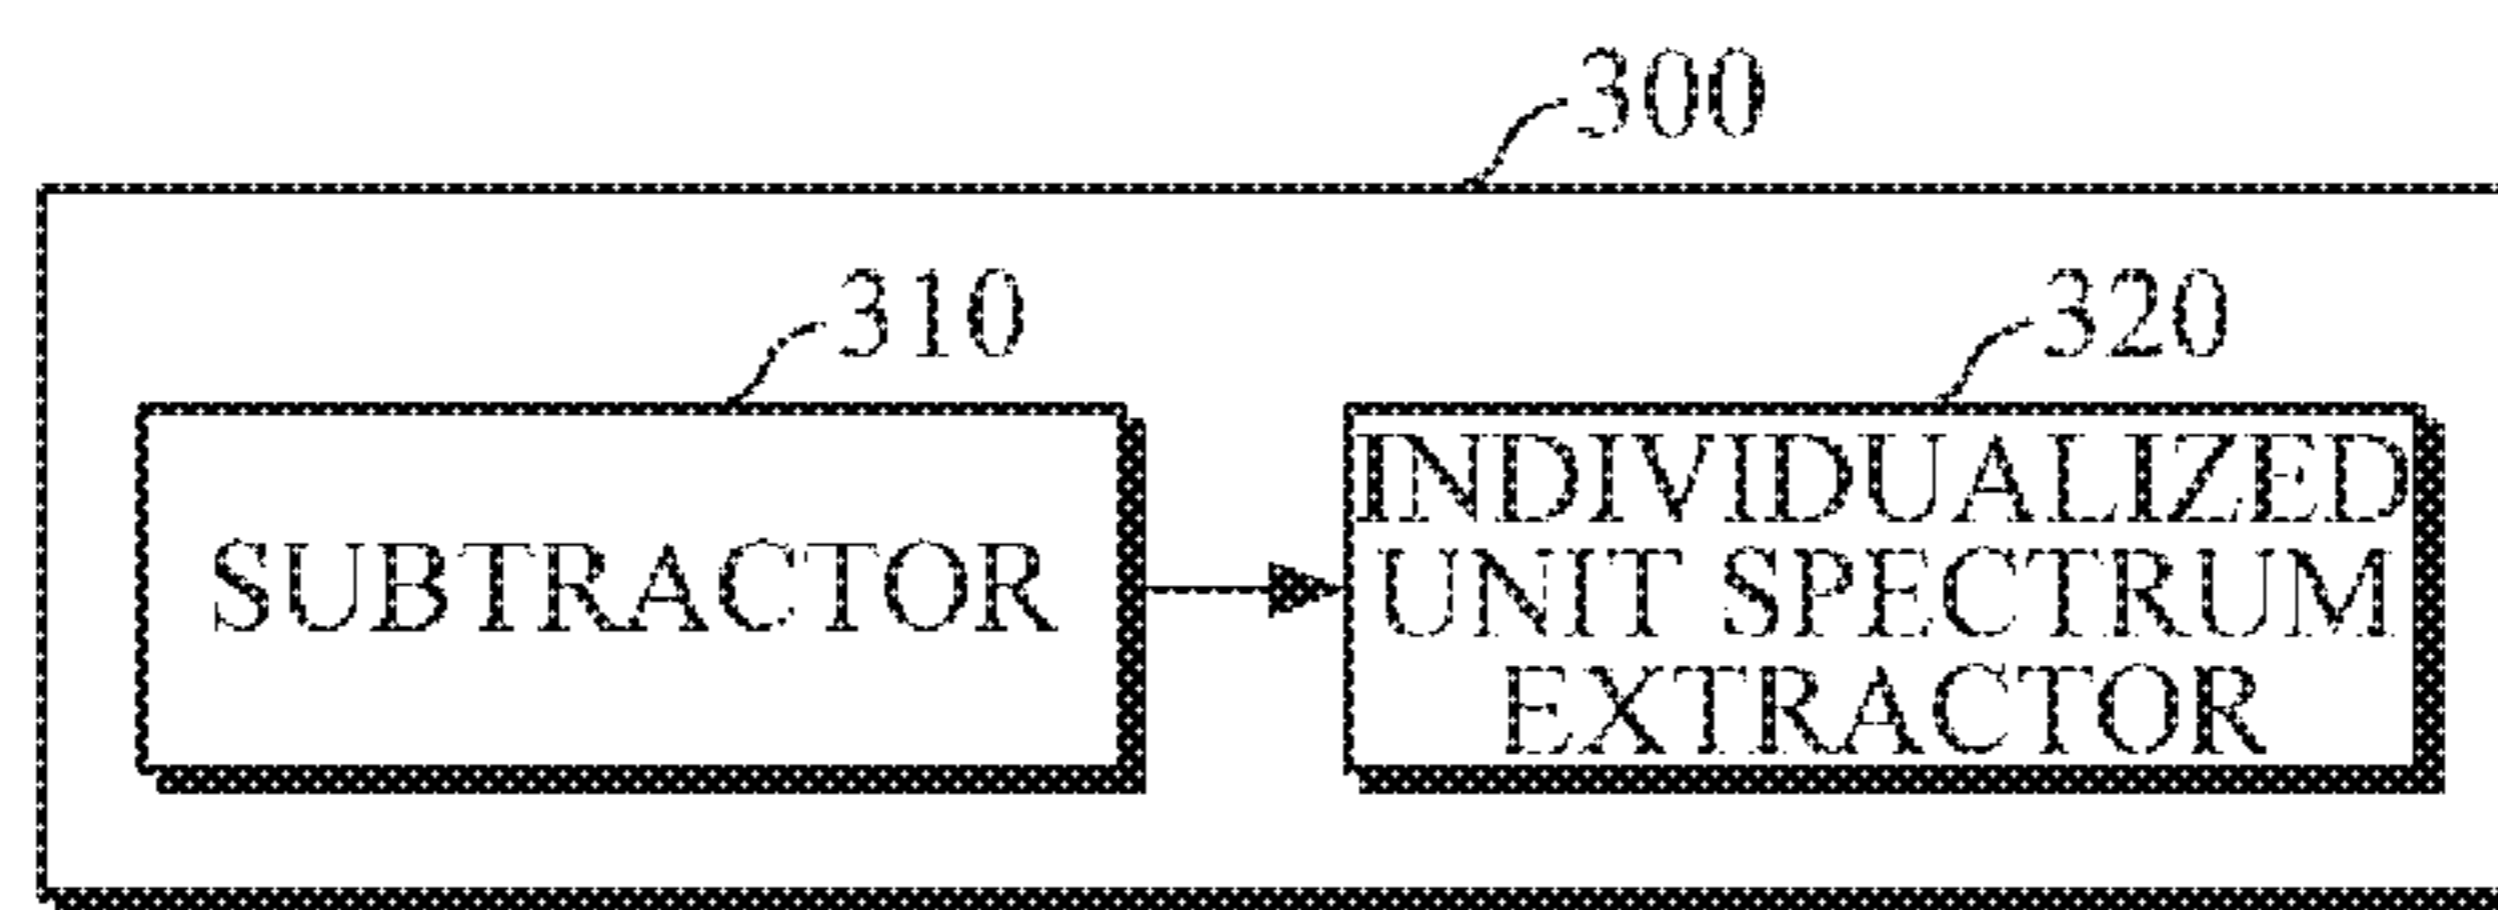 300
310
320
SUBTRACTOR
INDIVIDUALIZED
UNIT SPECTRUM
EXTRACTOR